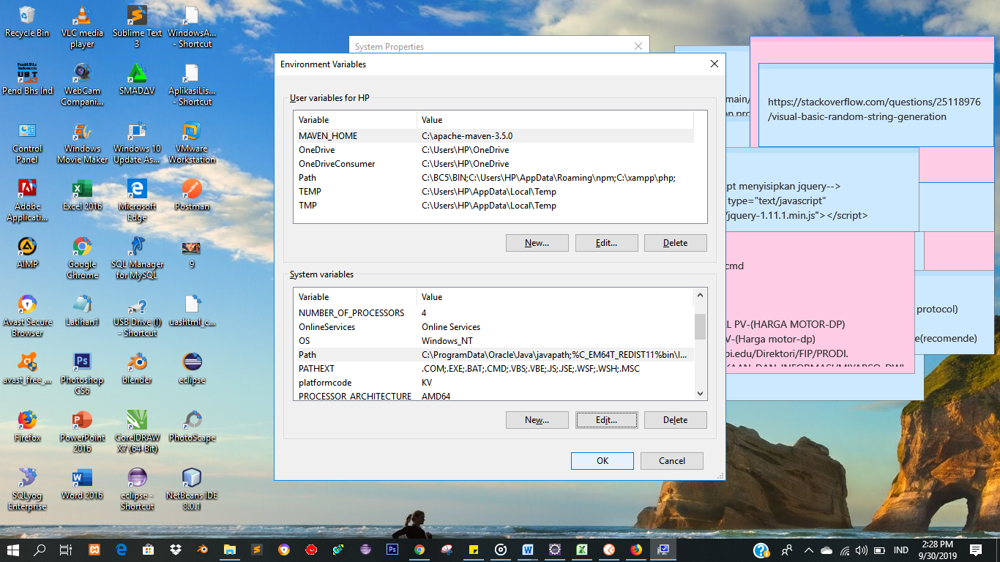 Recycle Bin
VLC media
player
Sublime Text
3
WindowsA...
- Shortcut
Pend Bhs Ind
WebCam
Compani...
SMADΔV
AplikasiLis...
- Shortcut
Control
Panel
Windows
Movie Maker
Windows 10
Update As...
VMware
Workstation
Adobe
Applicati...
Excel 2016
Microsoft
Edge
Postman
AIMP
Google
Chrome
SQL Manager
for MySQL
9
Avast Secure
Browser
Latihan1
USB Drive (I)
- Shortcut
uashtml_c...
avast_free_...
Photoshop
CS6
blender
eclipse
Firefox
PowerPoint
2016
CorelDRAW
X7 (64-Bit)
PhotoScape
SQLyog
Enterprise
Word 2016
eclipse -
Shortcut
NetBeans IDE
8.0.1
System Properties
Environment Variables
User variables for HP
Variable Value
MAVEN_HOME C:\apache-maven-3.5.0
OneDrive C:\Users\HP\OneDrive
OneDriveConsumer C:\Users\HP\OneDrive
Path C:\BC5\BIN;C:\Users\HP\AppData\Roaming\npm;C:\xampp\php;
TEMP C:\Users\HP\AppData\Local\Temp
TMP C:\Users\HP\AppData\Local\Temp
New... Edit... Delete
System variables
Variable Value
NUMBER_OF_PROCESSORS 4
OnlineServices Online Services
OS Windows_NT
Path C:\ProgramData\Oracle\Java\javapath;%C_EM64T_REDIST11%bin\I...
PATHEXT .COM;.EXE;.BAT;.CMD;.VBS;.VBE;.JS;.JSE;.WSF;.WSH;.MSC
platformcode KV
PROCESSOR_ARCHITECTURE AMD64
New... Edit... Delete
OK Cancel
main/
https://stackoverflow.com/questions/25118976
/visual-basic-random-string-generation
pt menyisipkan jquery-->
type="text/javascript"
/jquery-1.11.1.min.js"></script>
cmd
protocol)
L PV-(HARGA MOTOR-DP)
V-(Harga motor-dp)
e(recomende)
pi.edu/Direktori/FIP/PRODI.
IND
2:28 PM
9/30/2019